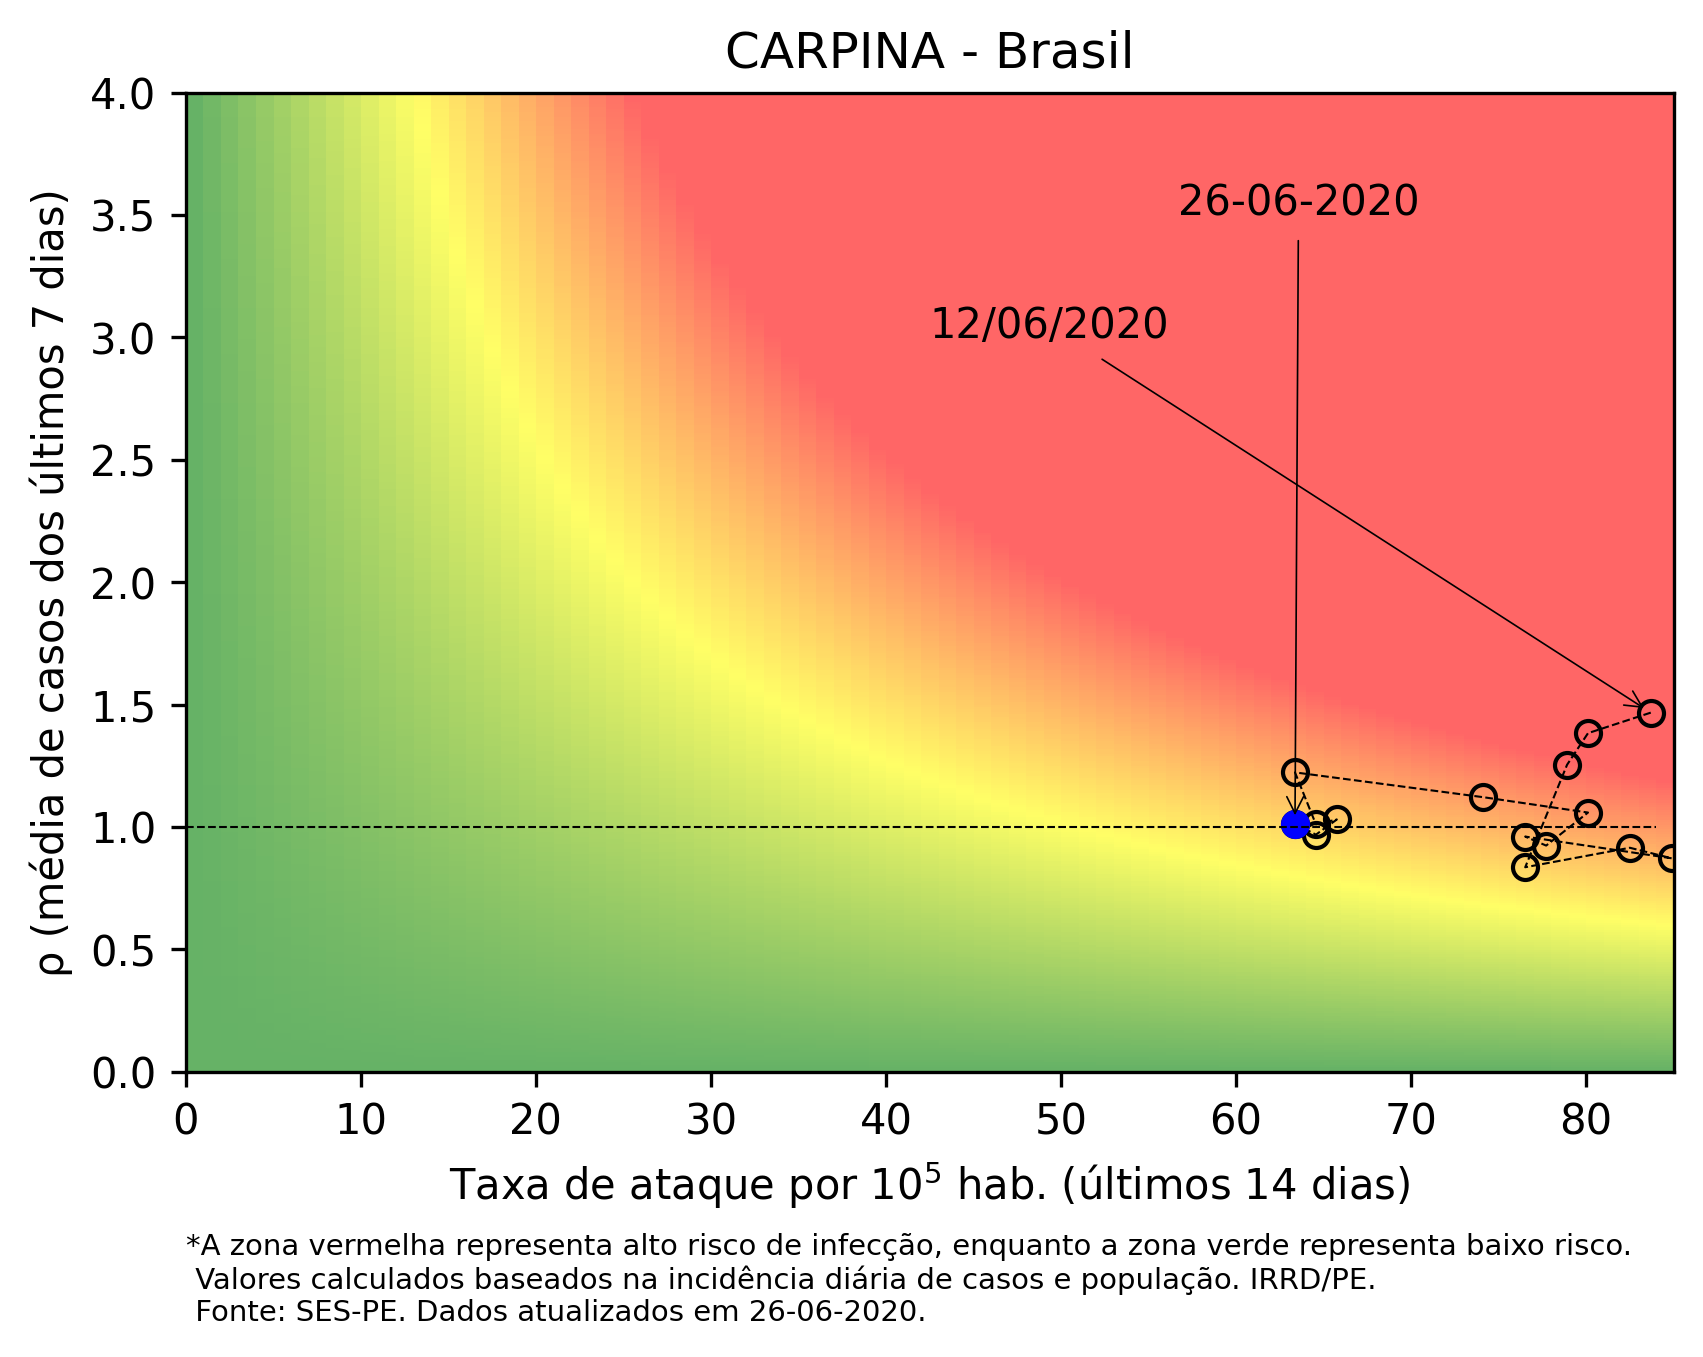 CARPINA - Brasil
4.0
3.5
3.0
2.5
2.0
1.5
1.0
0.5
0.0
ρ (média de casos dos últimos 7 dias)
26-06-2020
12/06/2020
0 10 20 30 40 50 60 70 80
Taxa de ataque por 10⁵ hab. (últimos 14 dias)
*A zona vermelha representa alto risco de infecção, enquanto a zona verde representa baixo risco.
Valores calculados baseados na incidência diária de casos e população. IRRD/PE.
Fonte: SES-PE. Dados atualizados em 26-06-2020.